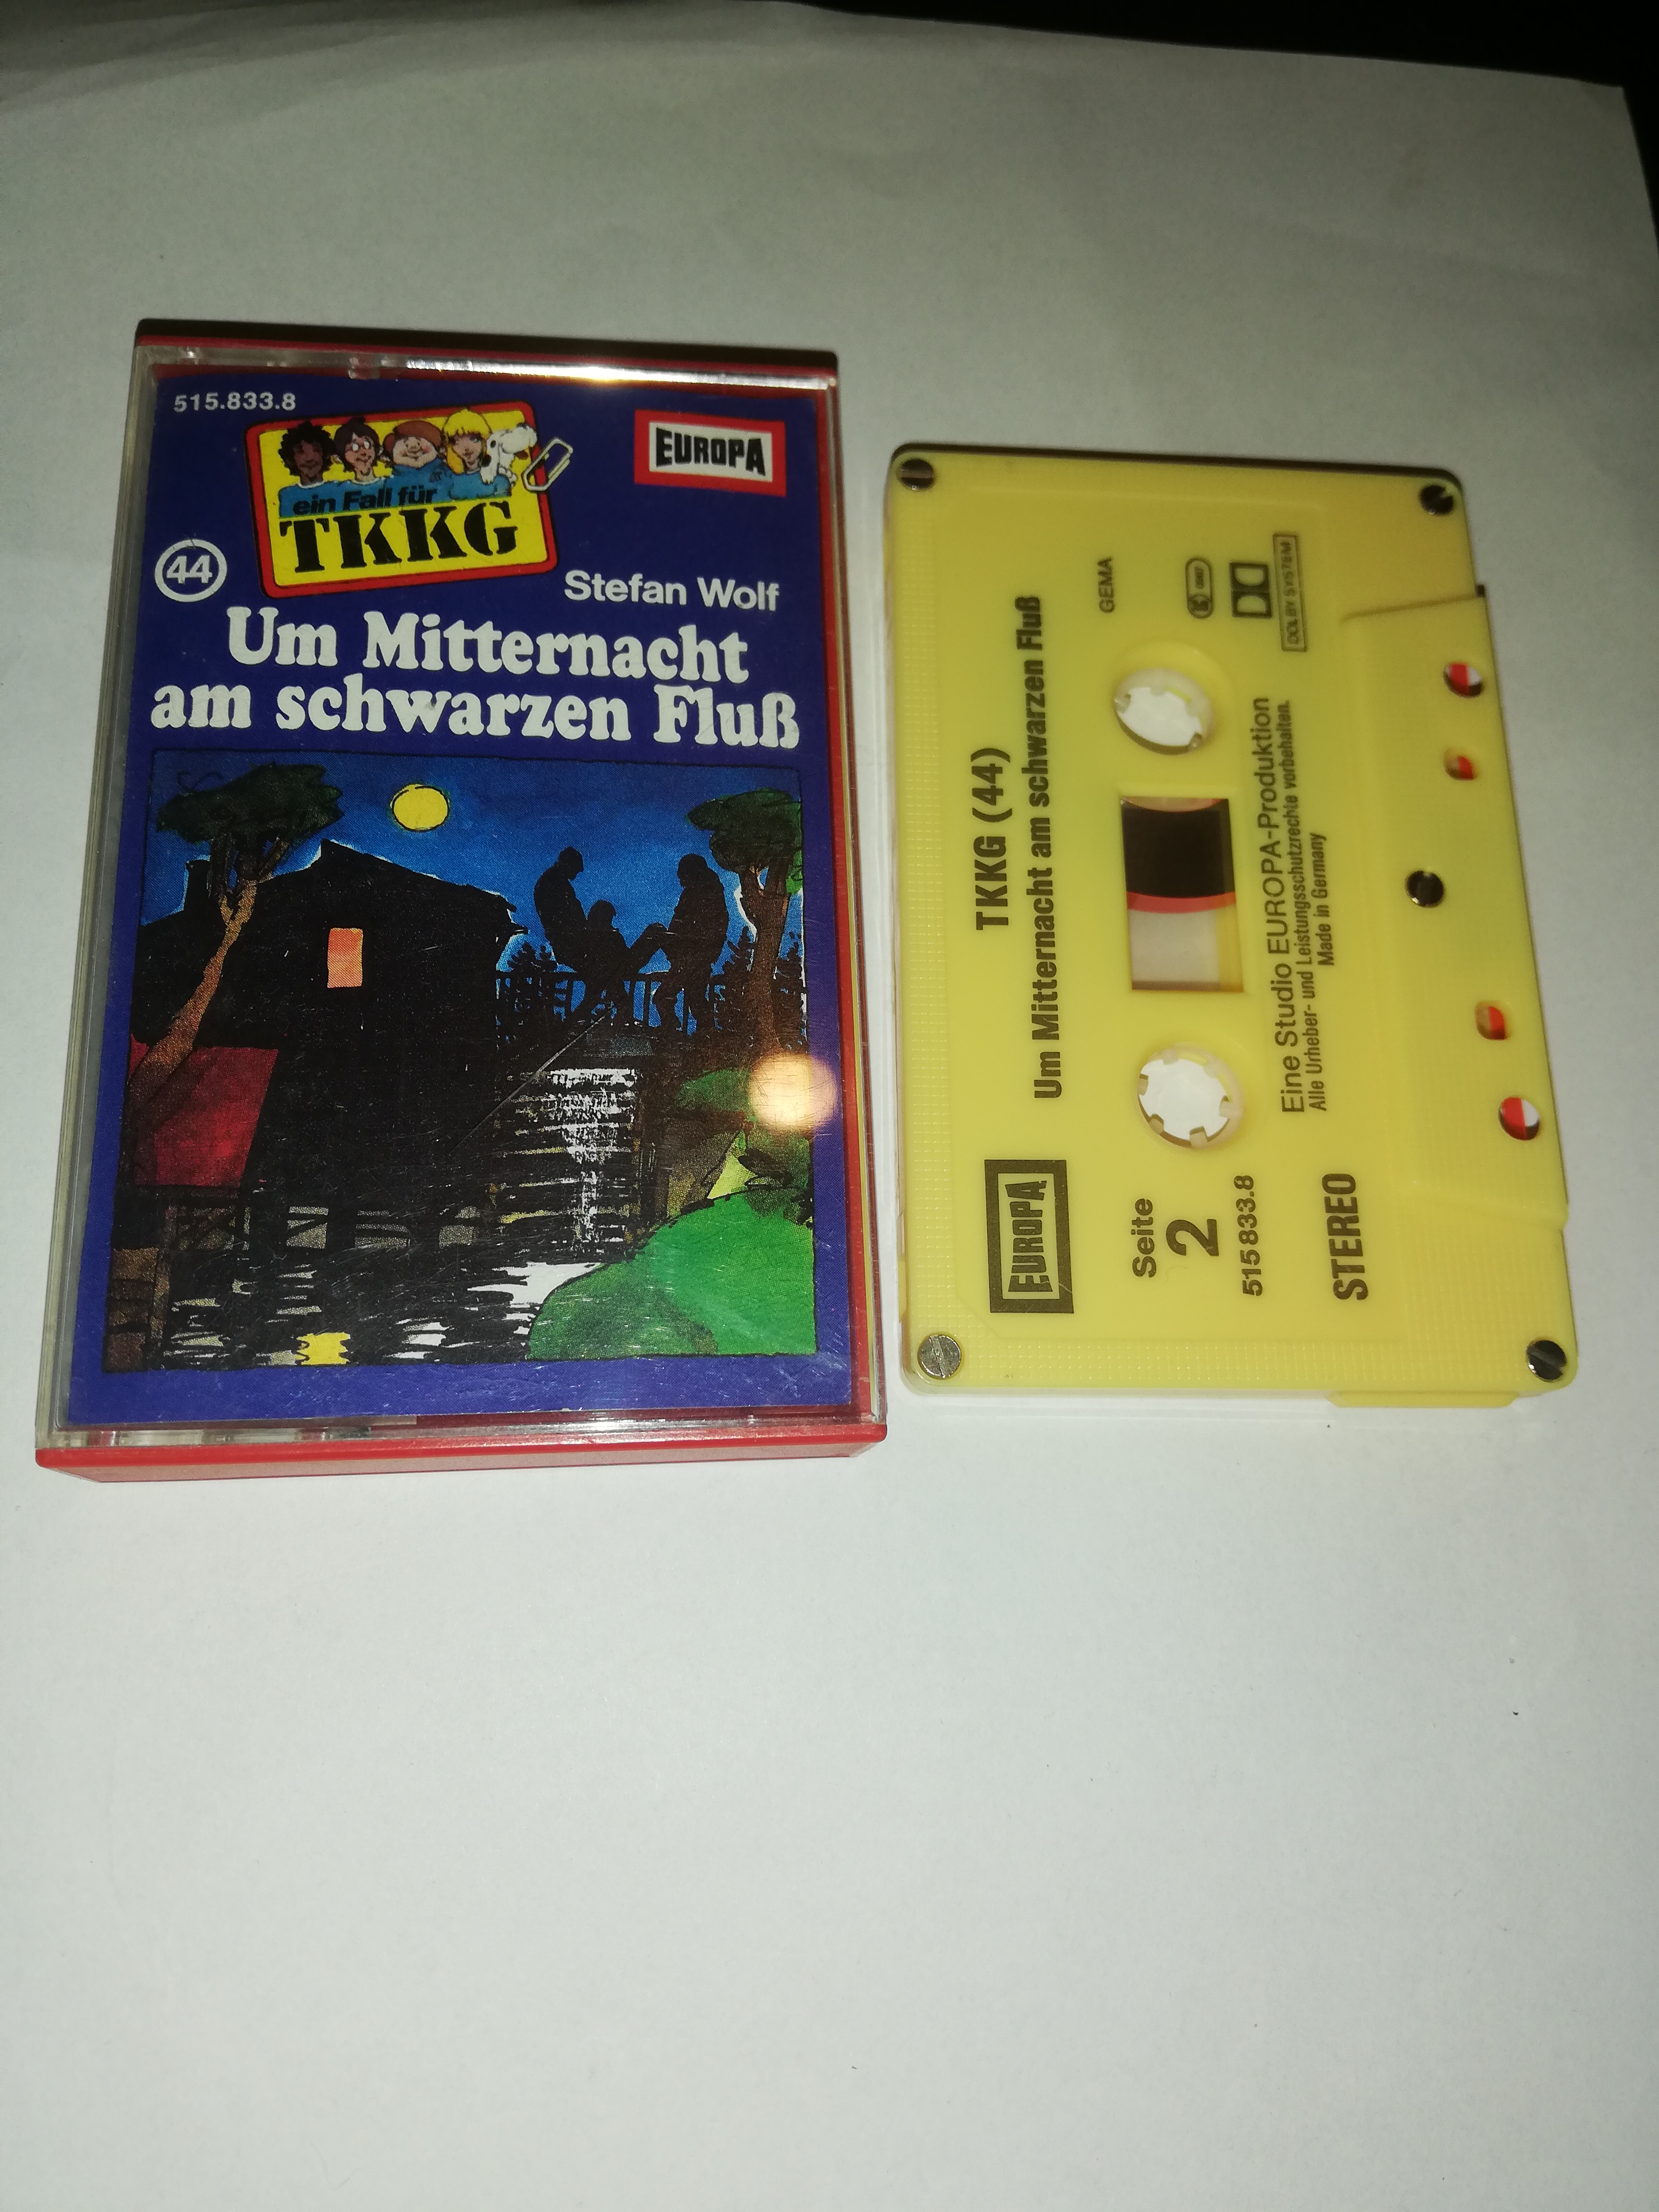 515.833.8
ein Fall für
TKKG
EUROPA
44
Stefan Wolf
Um Mitternacht
am schwarzen Fluß
TKKG (44)
Um Mitternacht am schwarzen Fluß
EUROPA
GEMA
Seite
2
515 833.8
DOLBY SYSTEM
Eine Studio EUROPA-Produktion
Alle Urheber- und Leistungsschutzrechte vorbehalten.
Made in Germany
STEREO